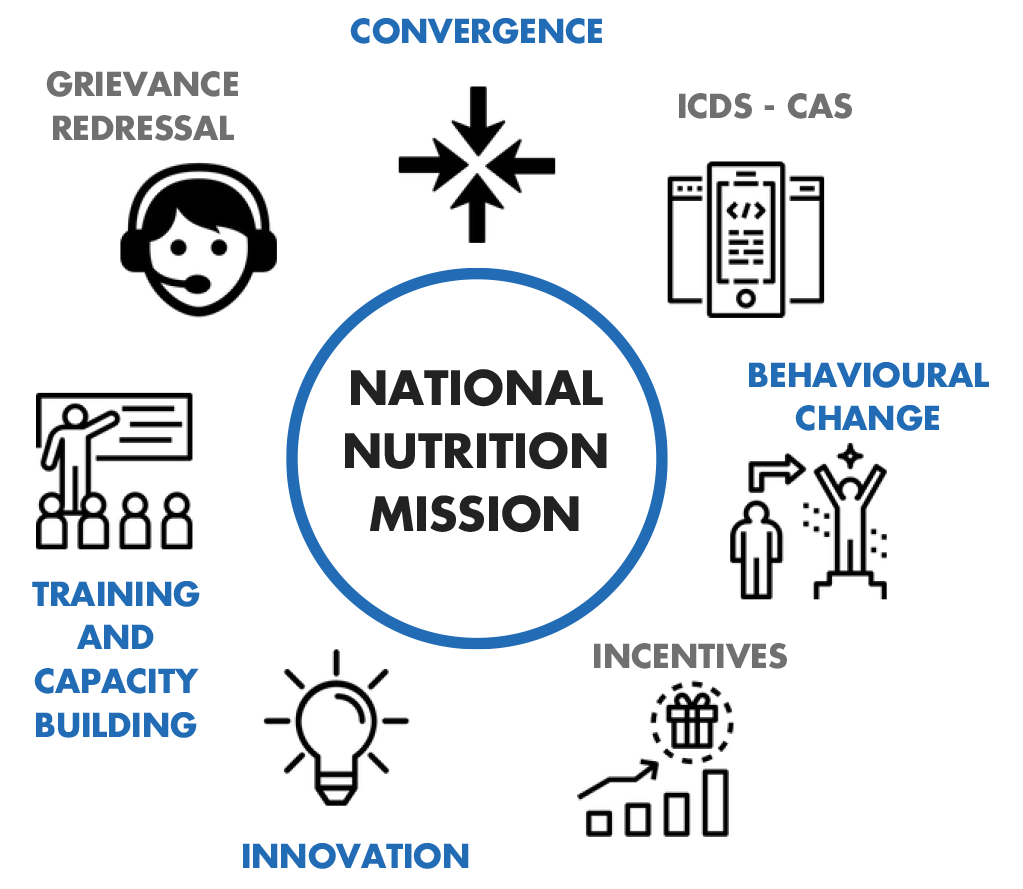 CONVERGENCE
GRIEVANCE
REDRESSAL
ICDS - CAS
</>
NATIONAL
NUTRITION
MISSION
BEHAVIOURAL
CHANGE
TRAINING
AND
CAPACITY
BUILDING
INCENTIVES
INNOVATION